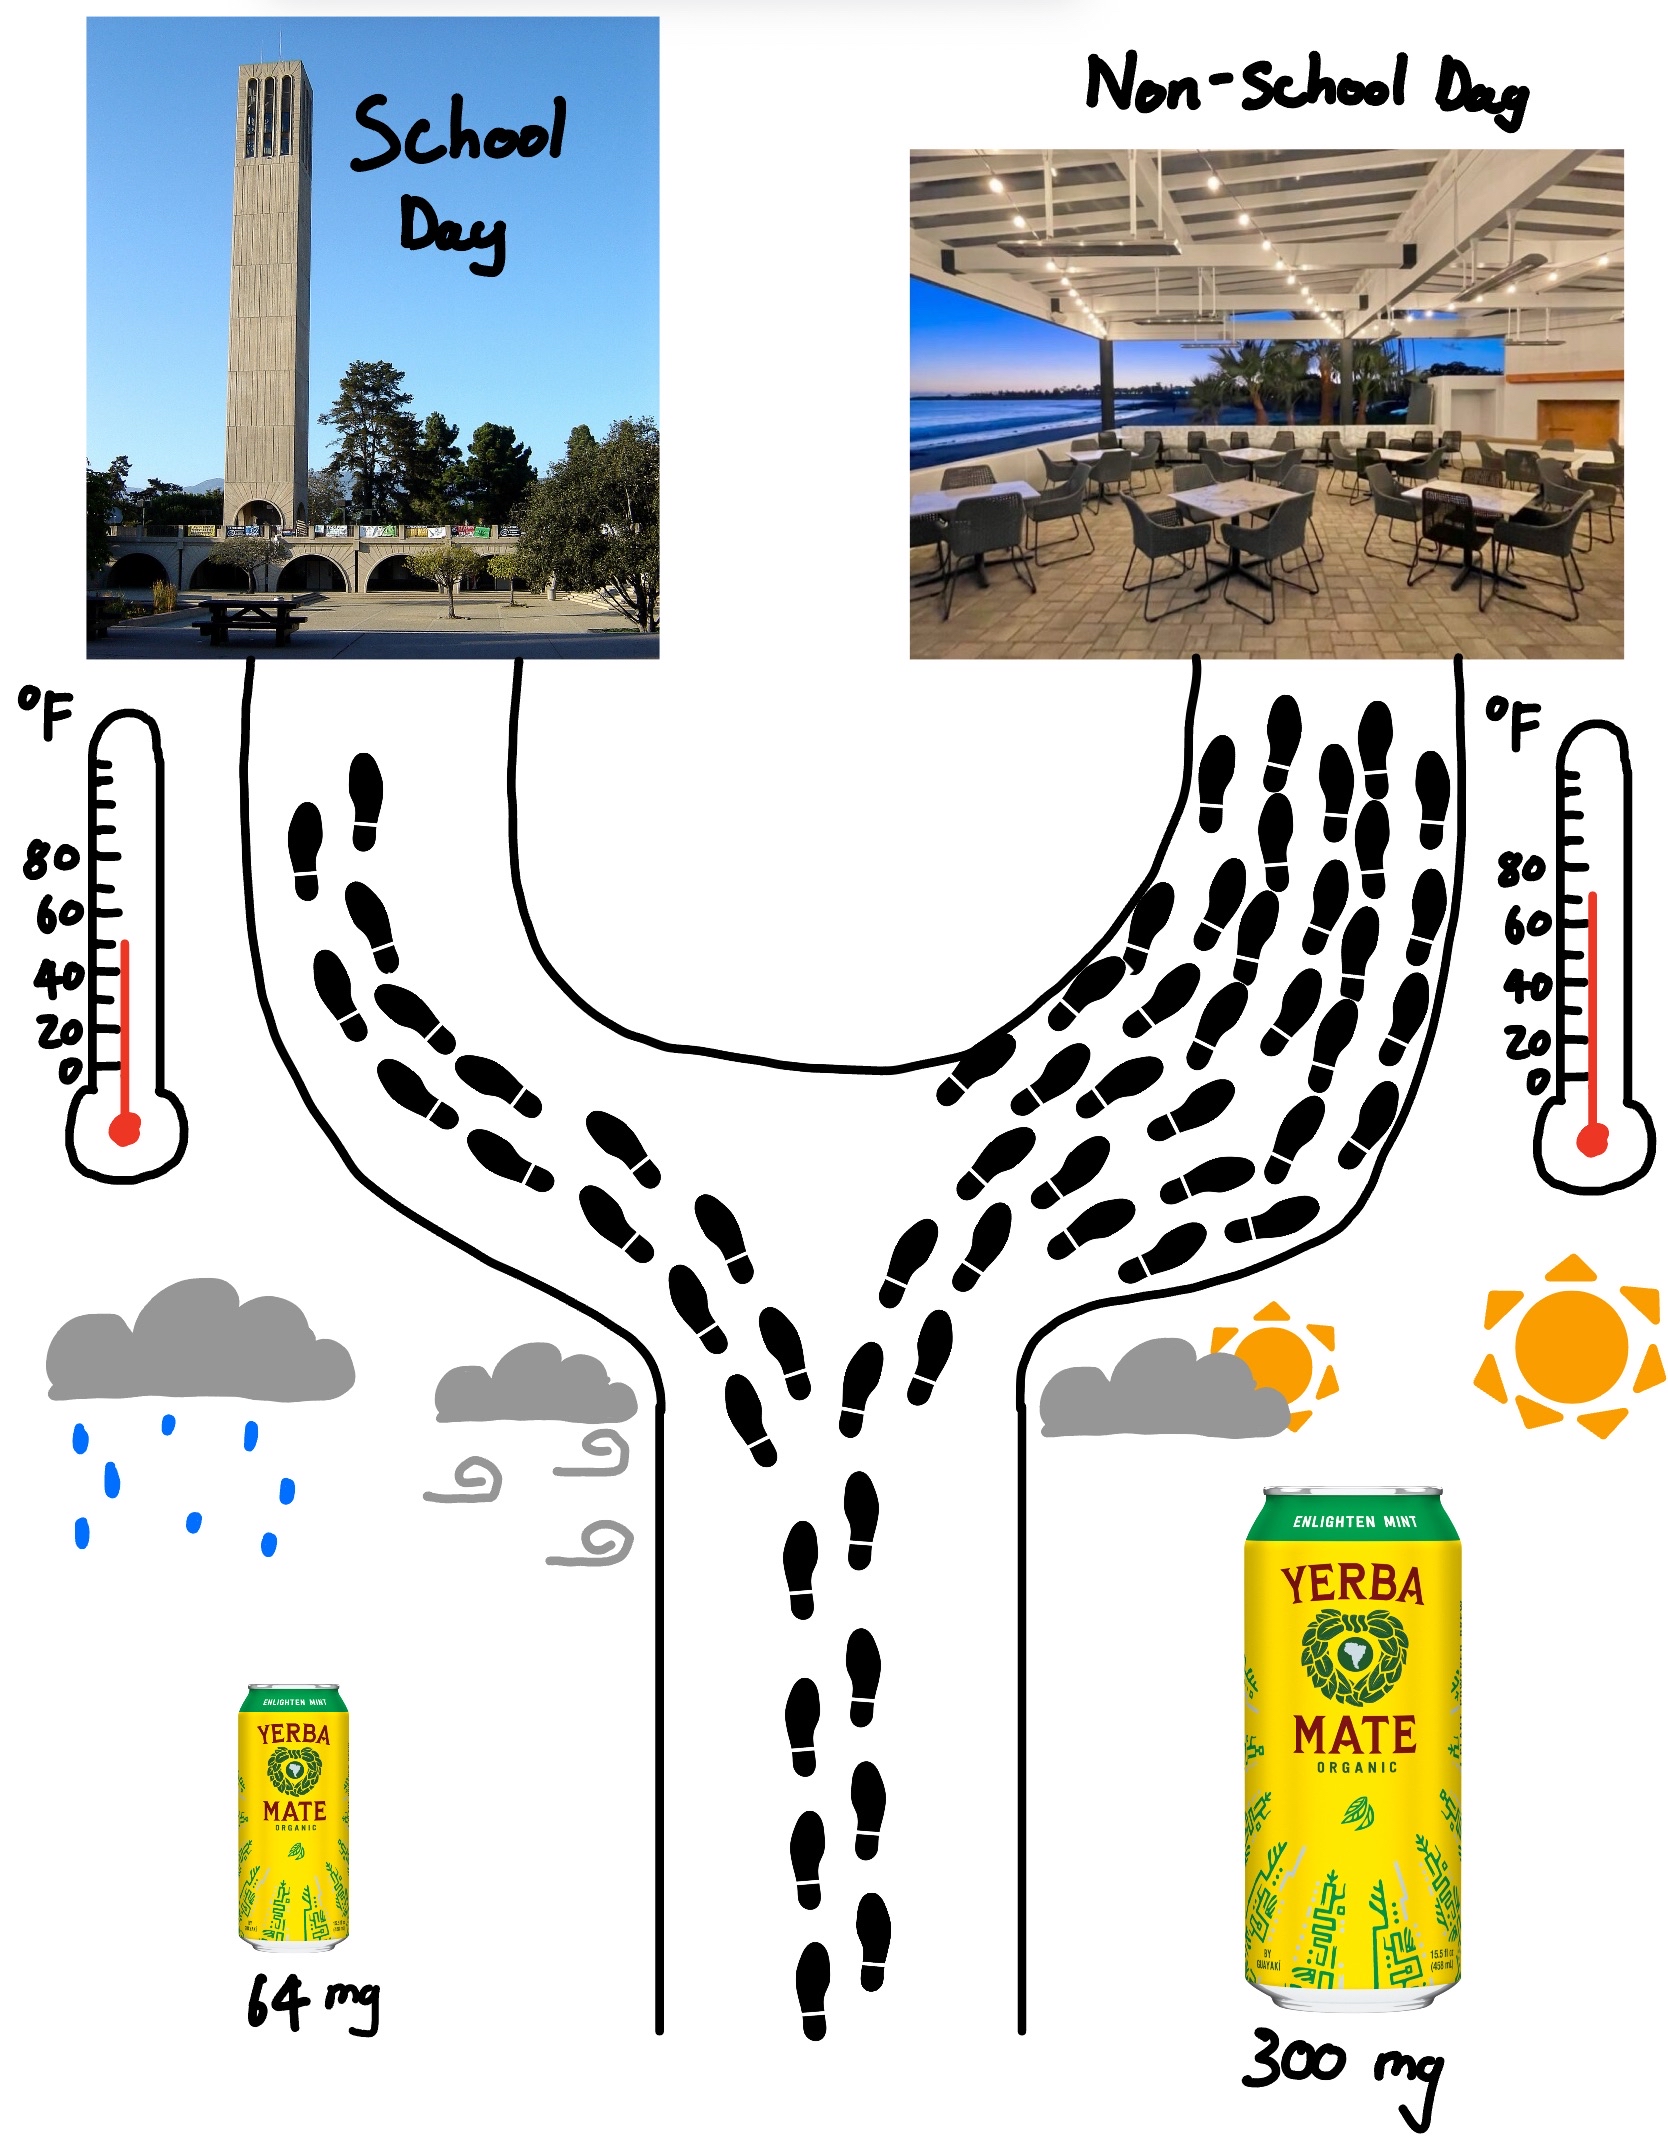 School
Day
Non-School Day
°F
80
60
40
20
0
°F
80
60
40
20
0
ENLIGHTEN MINT
YERBA
MATE
ORGANIC
64 mg
ENLIGHTEN MINT
YERBA
MATE
ORGANIC
BY
GUAYAKÍ
15.5 fl oz
(458 mL)
300 mg